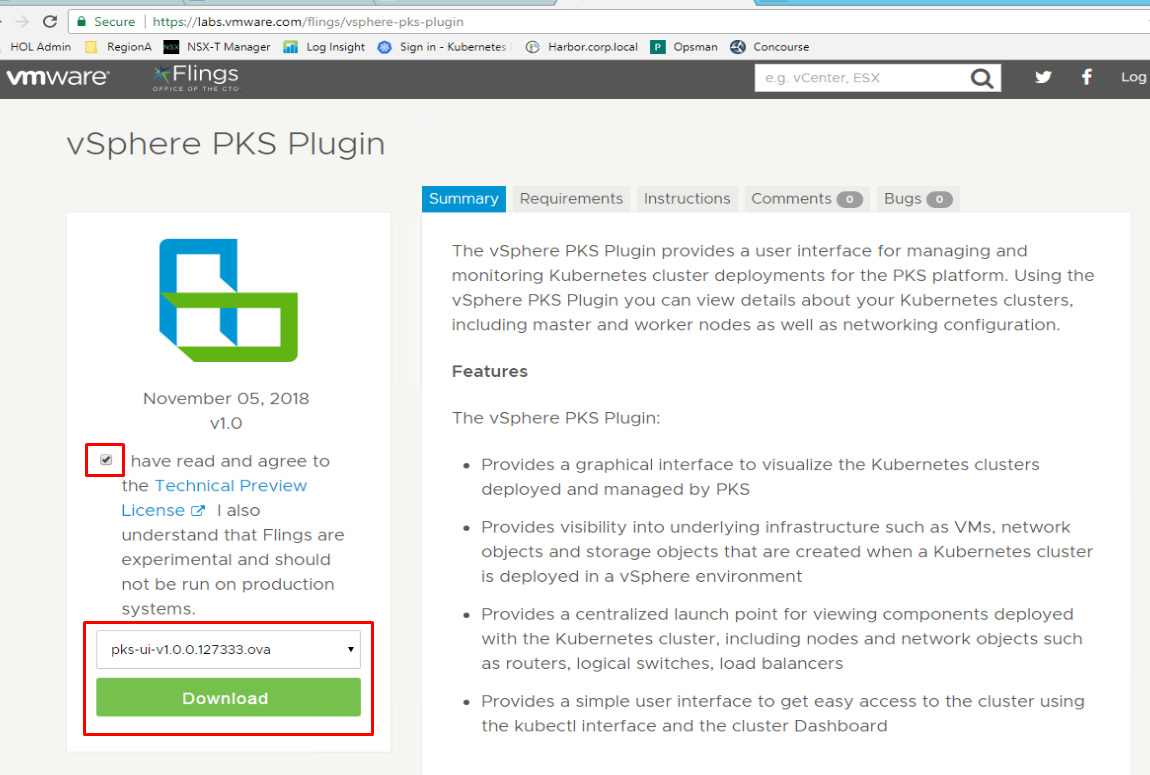 Secure https://labs.vmware.com/flings/vsphere-pks-plugin
HOL Admin RegionA NSX NSX-T Manager Log Insight Sign in - Kubernetes Harbor.corp.local P Opsman Concourse
vmware® Flings e.g. vCenter, ESX f Log
OFFICE OF THE CTO
vSphere PKS Plugin
Summary Requirements Instructions Comments 0 Bugs 0
November 05, 2018
v1.0
have read and agree to
the Technical Preview
License I also
understand that Flings are
experimental and should
not be run on production
systems.
pks-ui-v1.0.0.127333.ova
Download
The vSphere PKS Plugin provides a user interface for managing and
monitoring Kubernetes cluster deployments for the PKS platform. Using the
vSphere PKS Plugin you can view details about your Kubernetes clusters,
including master and worker nodes as well as networking configuration.
Features
The vSphere PKS Plugin:
• Provides a graphical interface to visualize the Kubernetes clusters
deployed and managed by PKS
• Provides visibility into underlying infrastructure such as VMs, network
objects and storage objects that are created when a Kubernetes cluster
is deployed in a vSphere environment
• Provides a centralized launch point for viewing components deployed
with the Kubernetes cluster, including nodes and network objects such
as routers, logical switches, load balancers
• Provides a simple user interface to get easy access to the cluster using
the kubectl interface and the cluster Dashboard